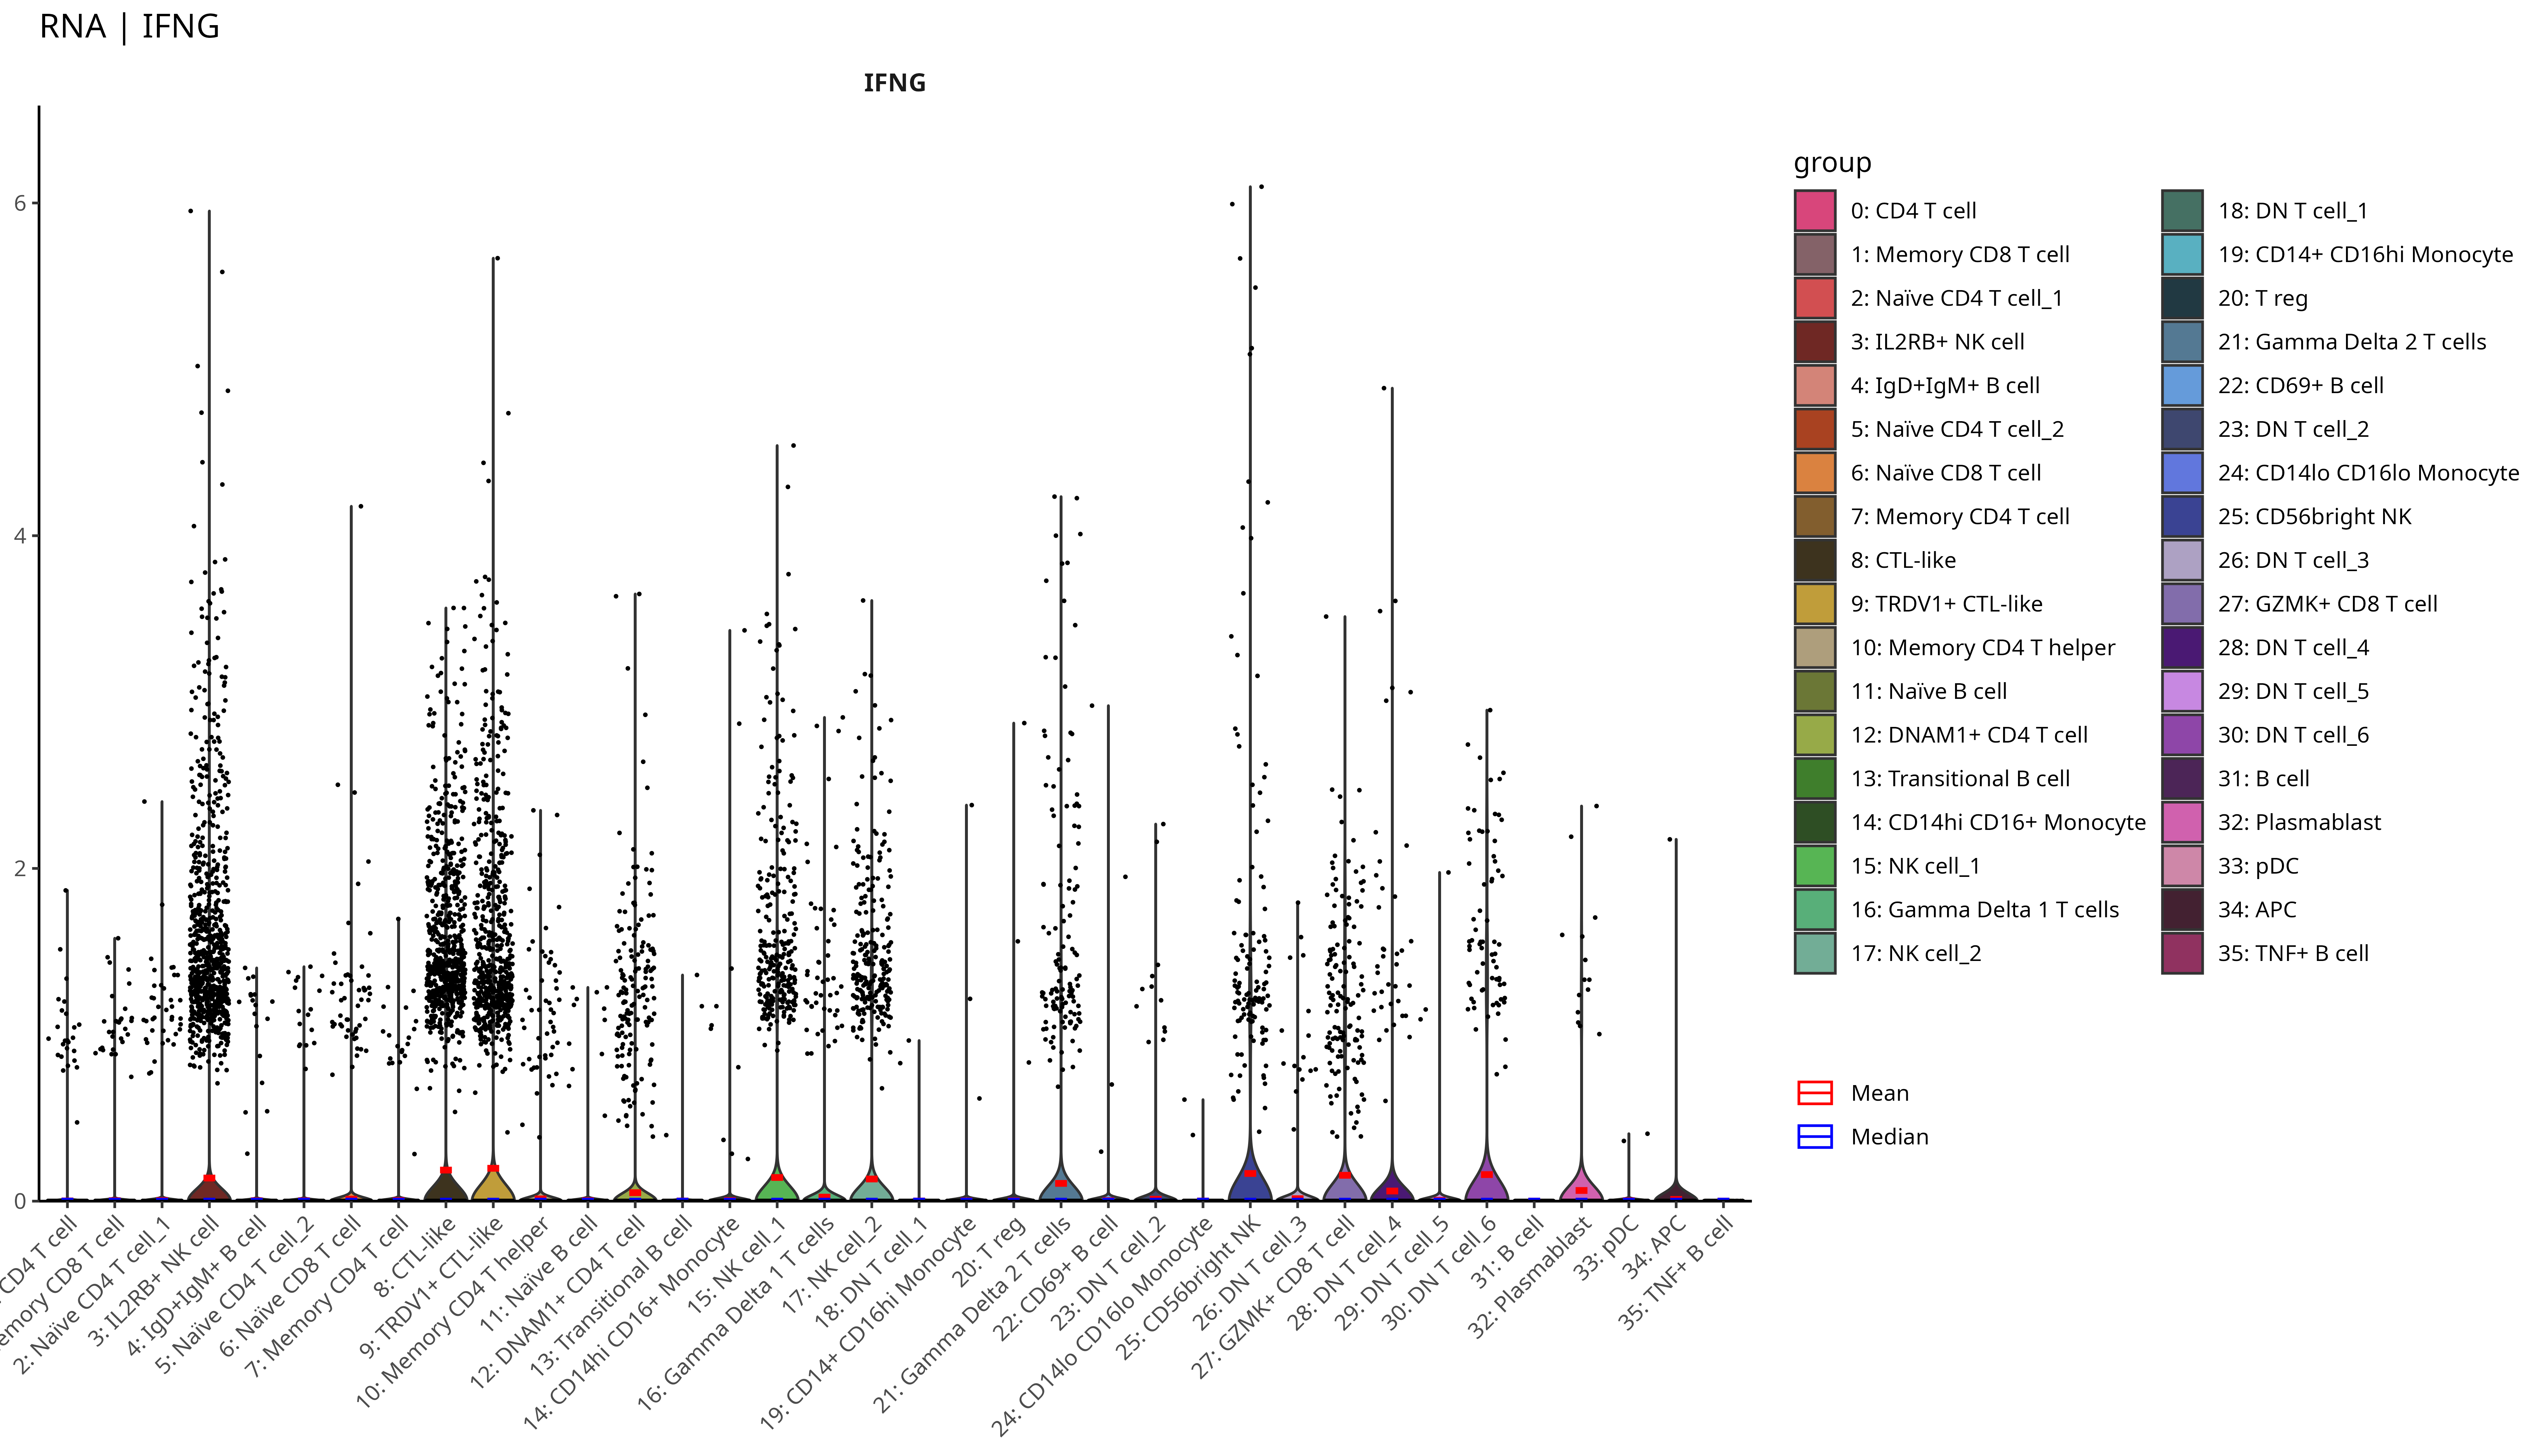 RNA | IFNG
IFNG
6
4
2
0
CD4 T cell
Memory CD8 T cell
2: Naïve CD4 T cell_1
3: IL2RB+ NK cell
4: IgD+IgM+ B cell
5: Naïve CD4 T cell_2
6: Naïve CD8 T cell
7: Memory CD4 T cell
8: CTL-like
9: TRDV1+ CTL-like
10: Memory CD4 T helper
11: Naïve B cell
12: DNAM1+ CD4 T cell
13: Transitional B cell
14: CD14hi CD16+ Monocyte
15: NK cell_1
16: Gamma Delta 1 T cells
17: NK cell_2
18: DN T cell_1
19: CD14+ CD16hi Monocyte
20: T reg
21: Gamma Delta 2 T cells
22: CD69+ B cell
23: DN T cell_2
24: CD14lo CD16lo Monocyte
25: CD56bright NK
26: DN T cell_3
27: GZMK+ CD8 T cell
28: DN T cell_4
29: DN T cell_5
30: DN T cell_6
31: B cell
32: Plasmablast
33: pDC
34: APC
35: TNF+ B cell
group
0: CD4 T cell
1: Memory CD8 T cell
2: Naïve CD4 T cell_1
3: IL2RB+ NK cell
4: IgD+IgM+ B cell
5: Naïve CD4 T cell_2
6: Naïve CD8 T cell
7: Memory CD4 T cell
8: CTL-like
9: TRDV1+ CTL-like
10: Memory CD4 T helper
11: Naïve B cell
12: DNAM1+ CD4 T cell
13: Transitional B cell
14: CD14hi CD16+ Monocyte
15: NK cell_1
16: Gamma Delta 1 T cells
17: NK cell_2
18: DN T cell_1
19: CD14+ CD16hi Monocyte
20: T reg
21: Gamma Delta 2 T cells
22: CD69+ B cell
23: DN T cell_2
24: CD14lo CD16lo Monocyte
25: CD56bright NK
26: DN T cell_3
27: GZMK+ CD8 T cell
28: DN T cell_4
29: DN T cell_5
30: DN T cell_6
31: B cell
32: Plasmablast
33: pDC
34: APC
35: TNF+ B cell
Mean
Median